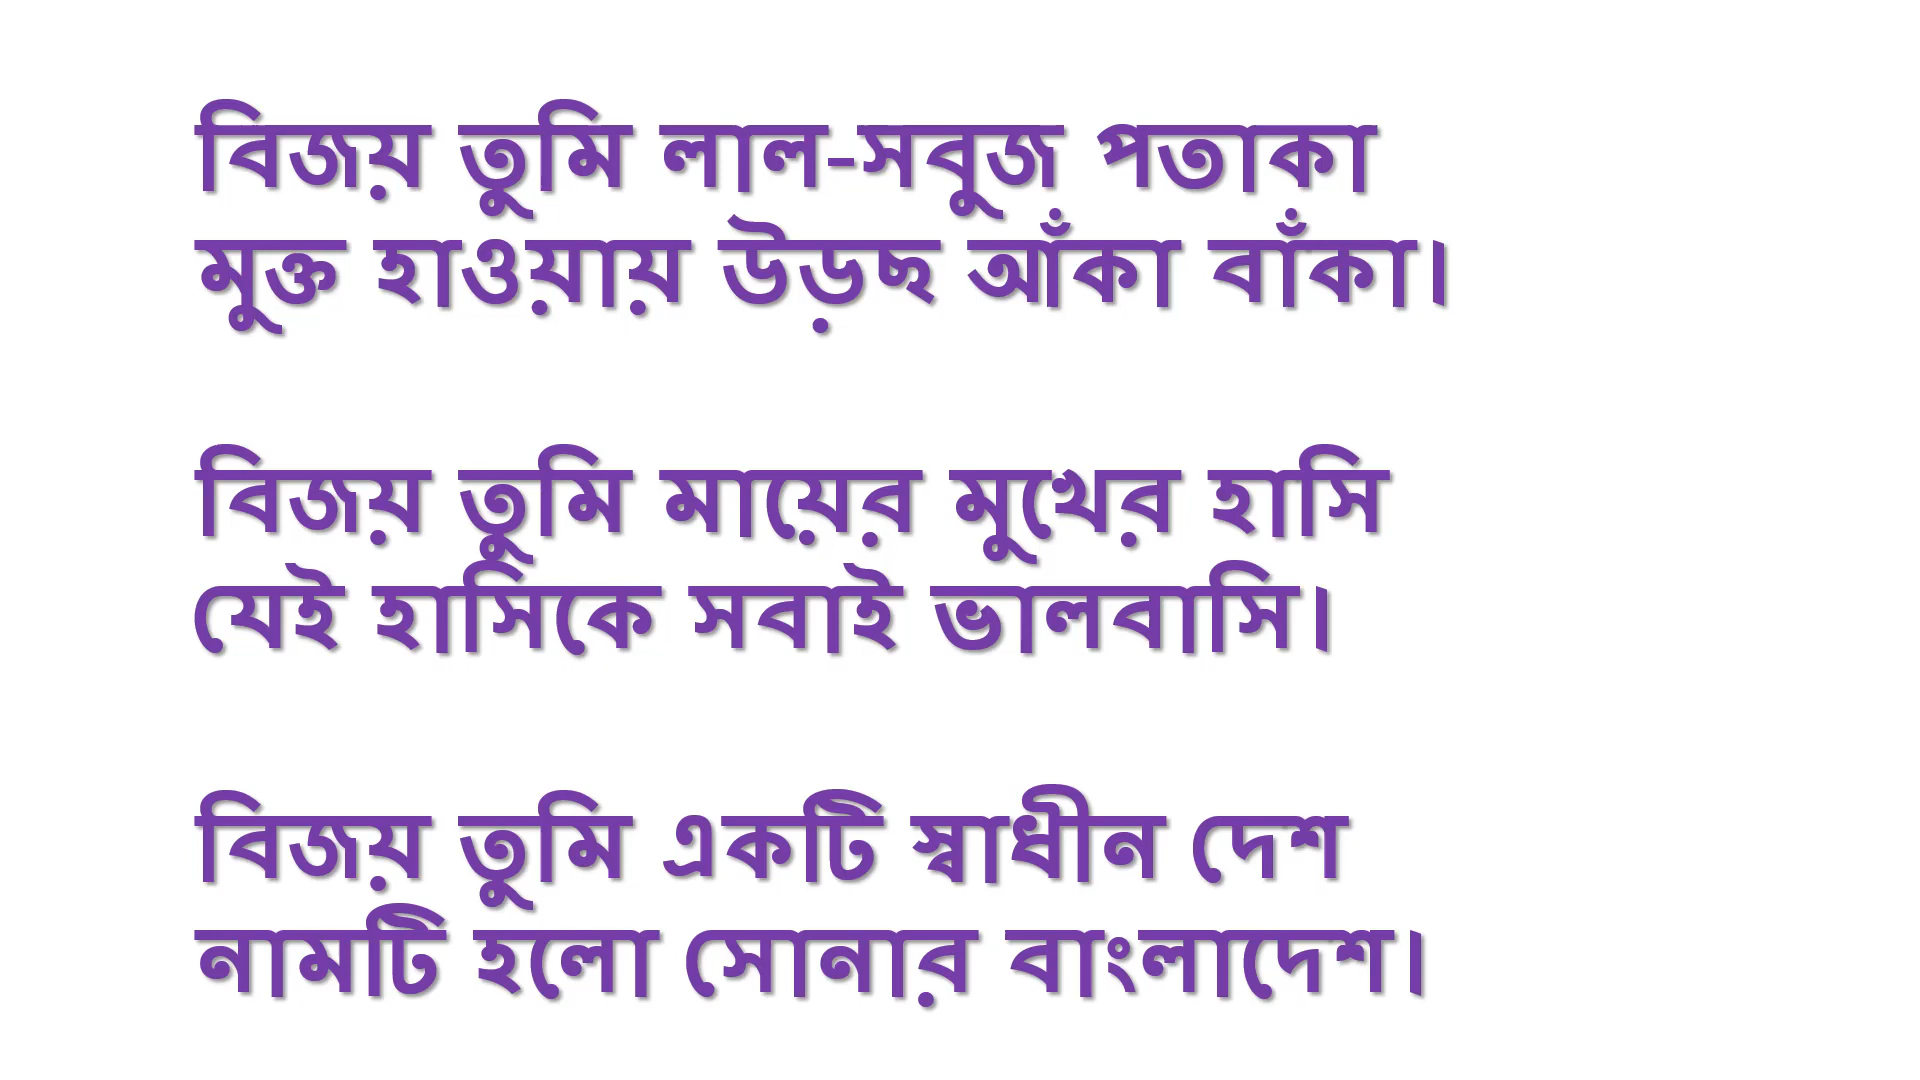 বিজয় তুমি লাল-সবুজ পতাকা
মুক্ত হাওয়ায় উড়ছ আঁকা বাঁকা।
বিজয় তুমি মায়ের মুখের হাসি
যেই হাসিকে সবাই ভালবাসি।
বিজয় তুমি একটি স্বাধীন দেশ
নামটি হলো সোনার বাংলাদেশ।